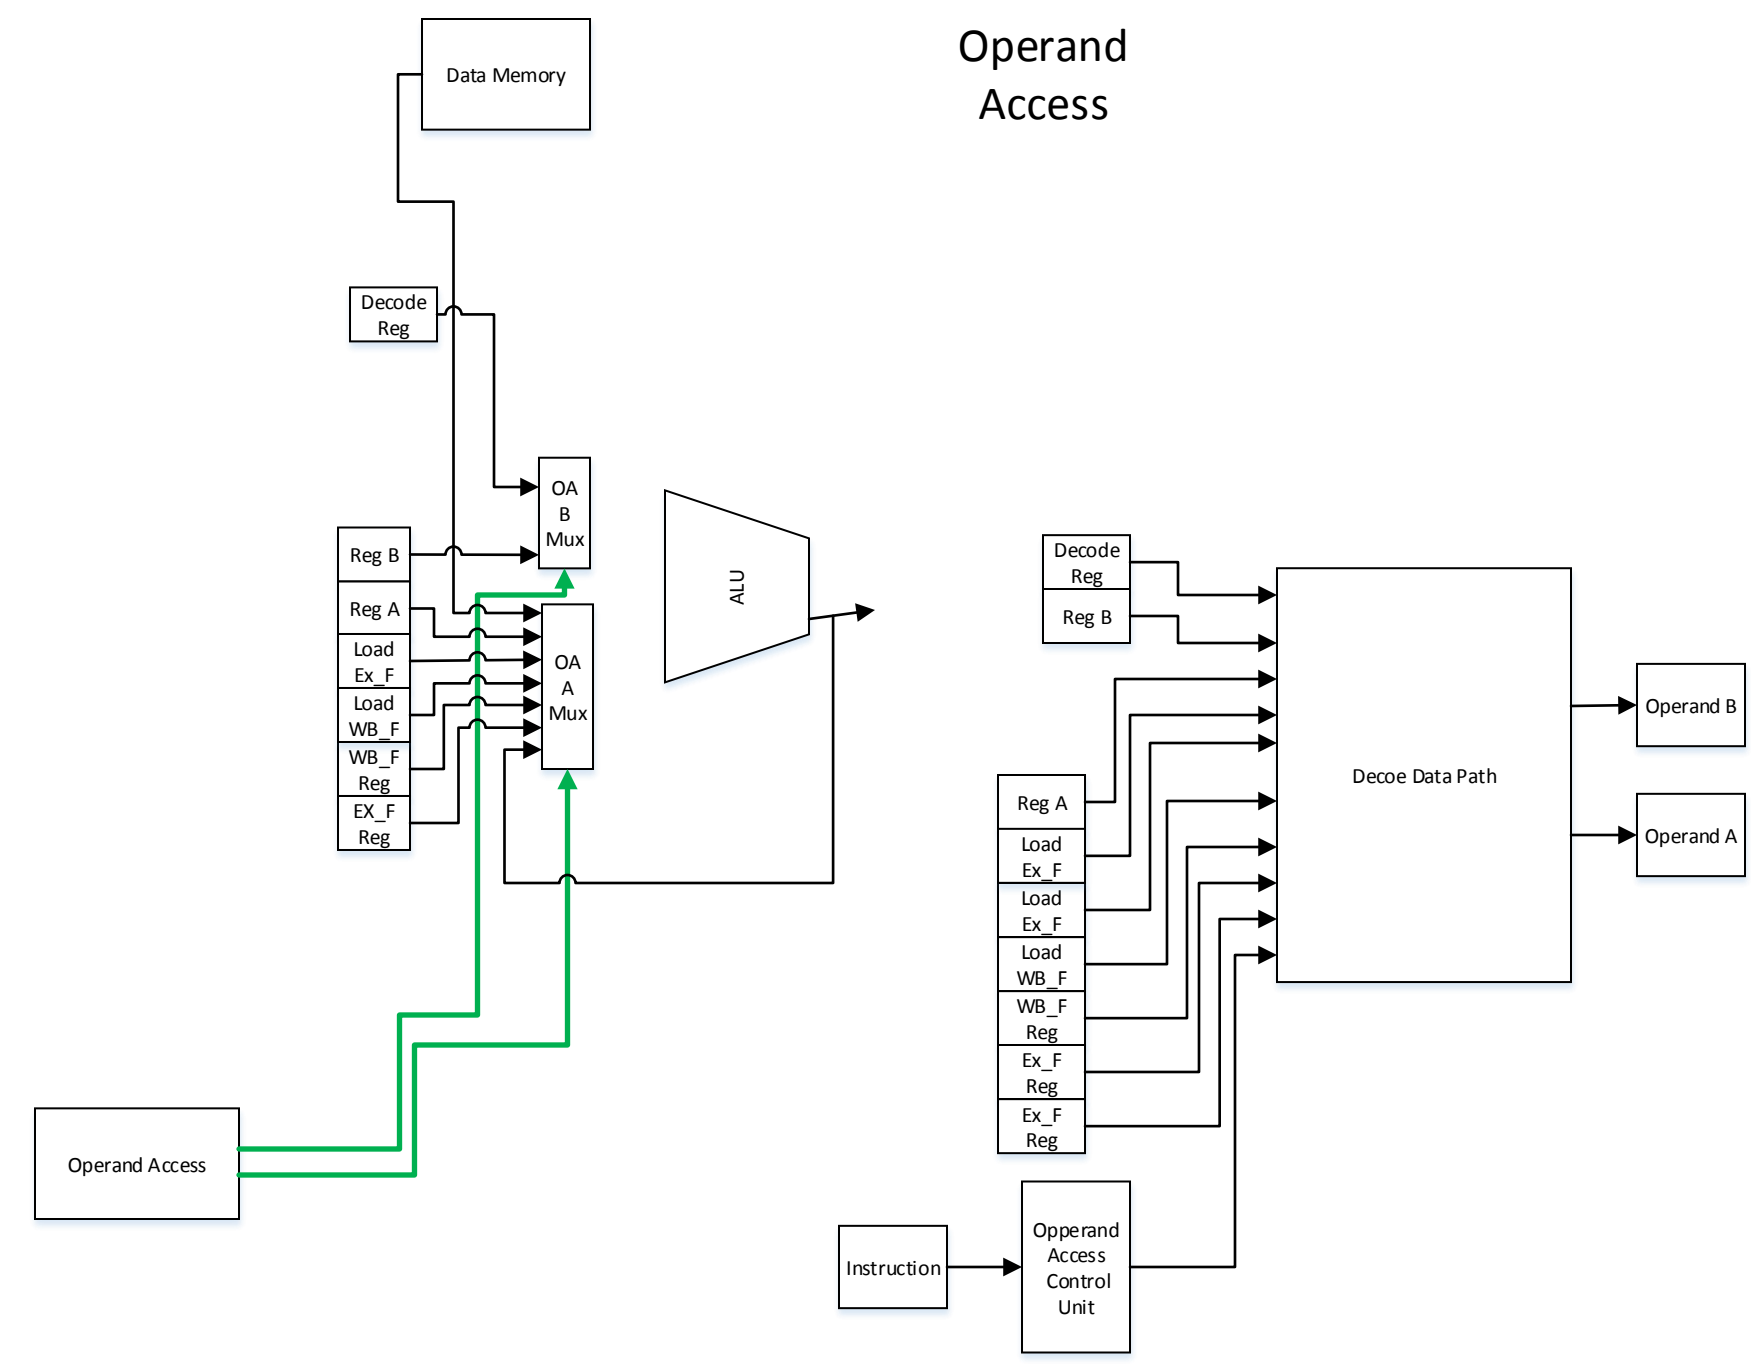 Operand
Access
Data Memory
Decode
Reg
OA
B
Mux
Reg B
Reg A
Load
Ex_F
Load
WB_F
WB_F
Reg
EX_F
Reg
OA
A
Mux
ALU
Operand Access
Decode
Reg
Reg B
Reg A
Load
Ex_F
Load
Ex_F
Load
WB_F
WB_F
Reg
Ex_F
Reg
Ex_F
Reg
Decoe Data Path
Operand B
Operand A
Instruction
Opperand
Access
Control
Unit